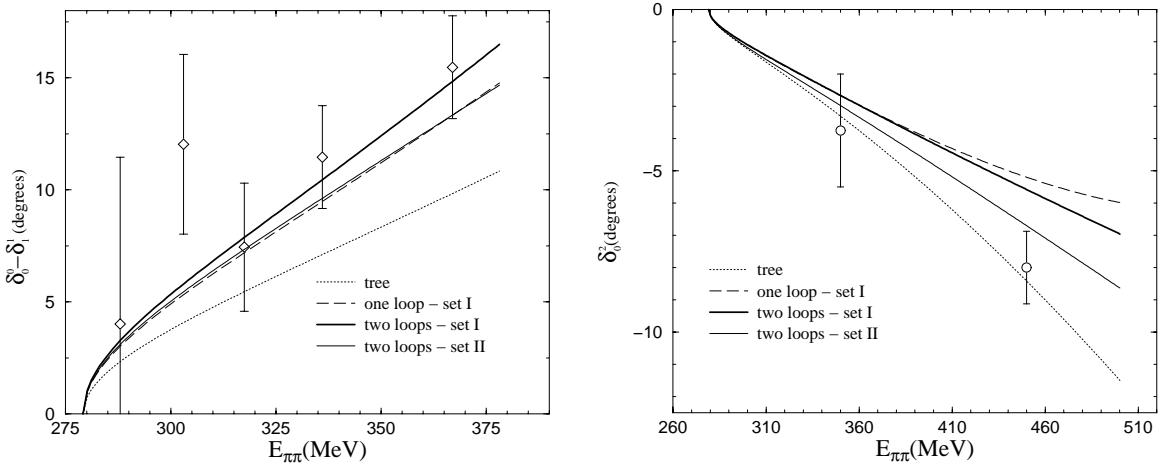 δ₀⁰−δ₁¹ (degrees)
15
10
5
0
tree
one loop − set I
two loops − set I
two loops − set II
275 300 325 350 375
Eππ(MeV)
δ₀²(degrees)
0
−5
−10
tree
one loop − set I
two loops − set I
two loops − set II
260 310 360 410 460 510
Eππ(MeV)